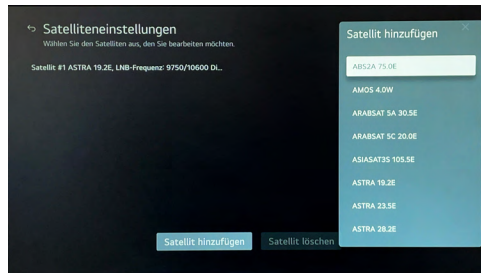 Satelliteneinstellungen
Wählen Sie den Satelliten aus, den Sie bearbeiten möchten.
Satellit #1 ASTRA 19.2E, LNB-Frequenz: 9750/10600 Di...
Satellit hinzufügen
Satellit löschen
Satellit hinzufügen
ABS2A 75.0E
AMOS 4.0W
ARABSAT 5A 30.5E
ARABSAT 5C 20.0E
ASIASAT3S 105.5E
ASTRA 19.2E
ASTRA 23.5E
ASTRA 28.2E